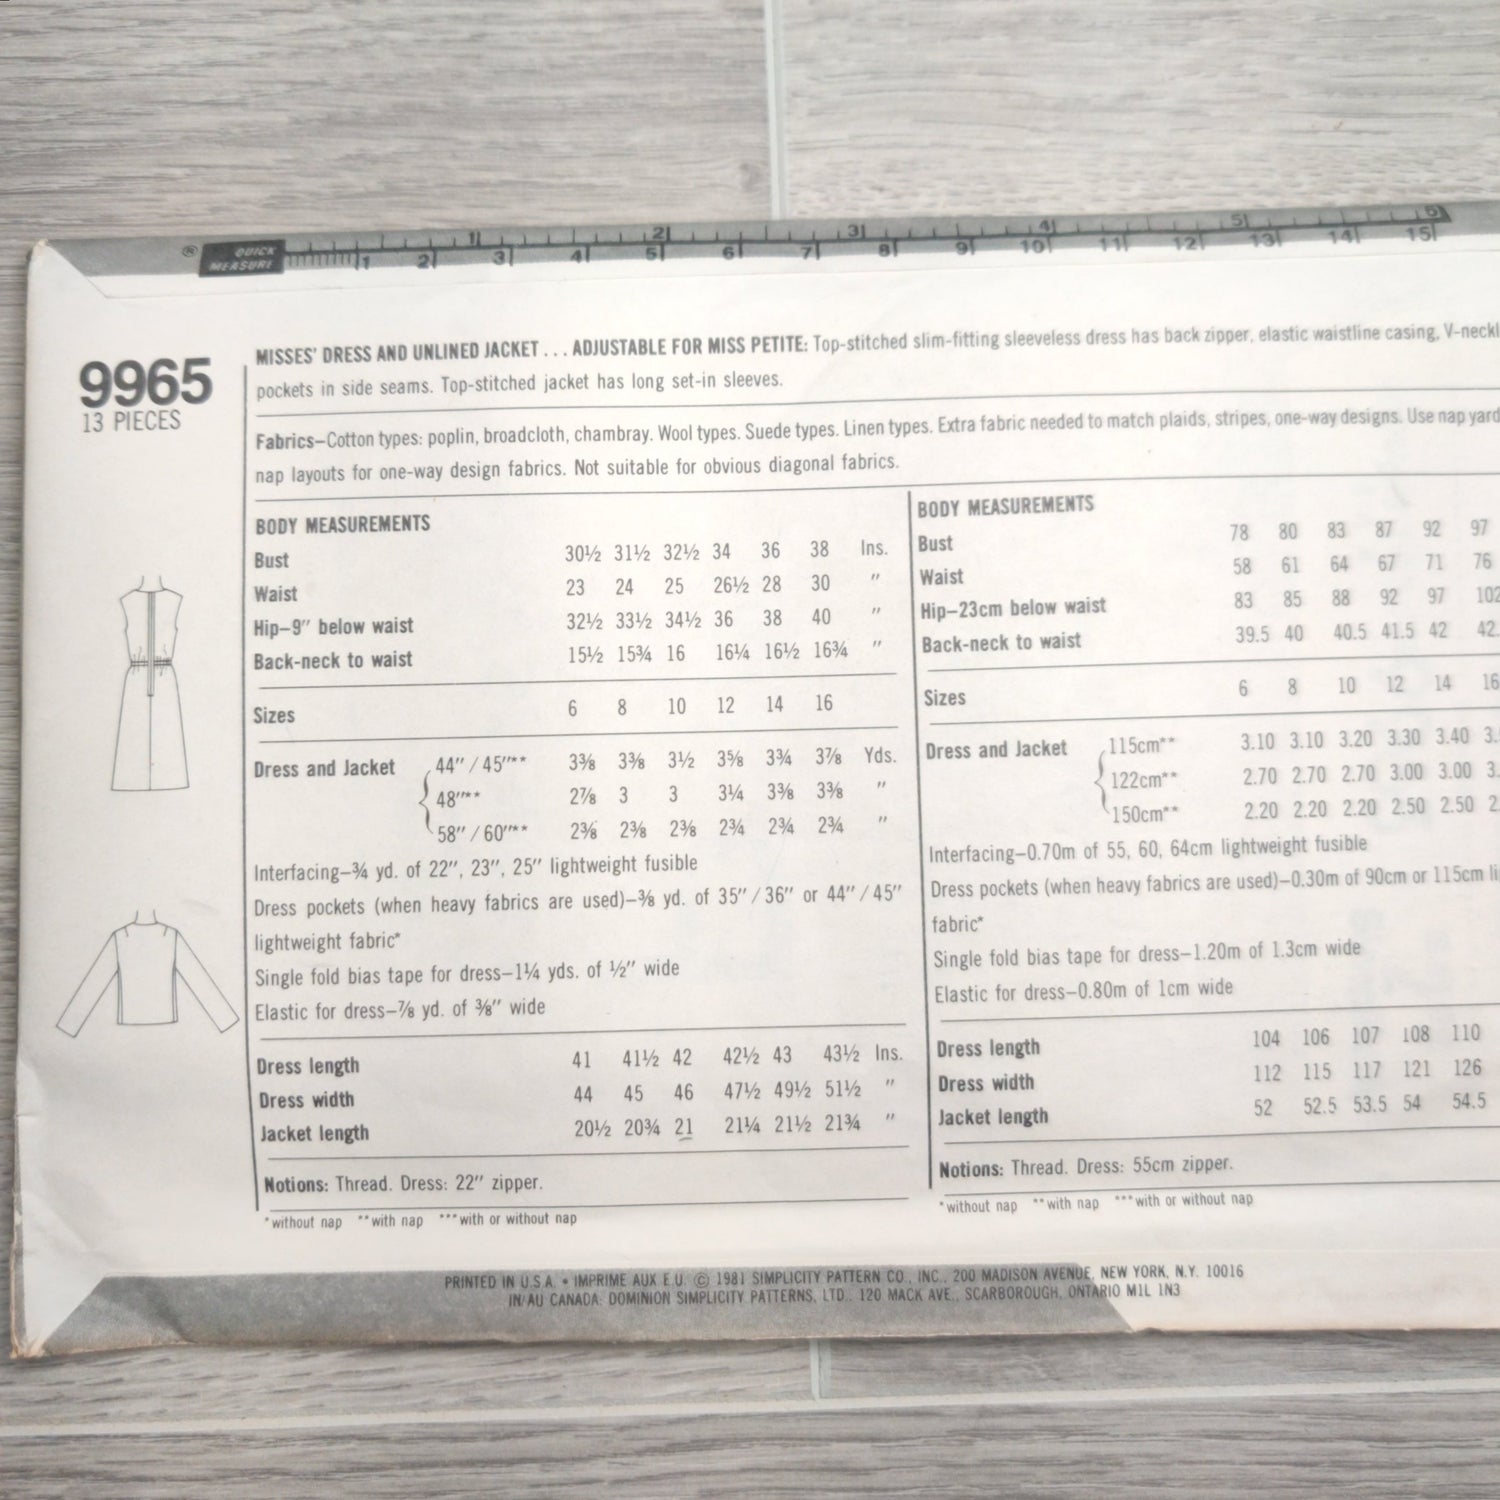 ® QUICK MEASURE
1 2 3 4 5 6
1 2 3 4 5 6 7 8 9 10 11 12 13 14 15
9965
13 PIECES
MISSES' DRESS AND UNLINED JACKET . . . ADJUSTABLE FOR MISS PETITE: Top-stitched slim-fitting sleeveless dress has back zipper, elastic waistline casing, V-neckl
pockets in side seams. Top-stitched jacket has long set-in sleeves.
Fabrics–Cotton types: poplin, broadcloth, chambray. Wool types. Suede types. Linen types. Extra fabric needed to match plaids, stripes, one-way designs. Use nap yard
nap layouts for one-way design fabrics. Not suitable for obvious diagonal fabrics.
BODY MEASUREMENTS
Bust 30½ 31½ 32½ 34 36 38 Ins.
Waist 23 24 25 26½ 28 30 "
Hip–9" below waist 32½ 33½ 34½ 36 38 40 "
Back–neck to waist 15½ 15¾ 16 16¼ 16½ 16¾ "
Sizes 6 8 10 12 14 16
Dress and Jacket 44" / 45"** 3⅜ 3⅜ 3½ 3⅝ 3¾ 3⅞ Yds.
48"** 2⅞ 3 3 3¼ 3⅜ 3⅜ "
58" / 60"** 2⅜ 2⅜ 2⅜ 2¾ 2¾ 2¾ "
Interfacing–¾ yd. of 22", 23", 25" lightweight fusible
Dress pockets (when heavy fabrics are used)–⅜ yd. of 35" / 36" or 44" / 45"
lightweight fabric*
Single fold bias tape for dress–1¼ yds. of ½" wide
Elastic for dress–⅞ yd. of ⅜" wide
Dress length 41 41½ 42 42½ 43 43½ Ins.
Dress width 44 45 46 47½ 49½ 51½ "
Jacket length 20½ 20¾ 21 21¼ 21½ 21¾ "
Notions: Thread. Dress: 22" zipper.
*without nap **with nap ***with or without nap
BODY MEASUREMENTS
Bust 78 80 83 87 92 97
Waist 58 61 64 67 71 76
Hip–23cm below waist 83 85 88 92 97 102
Back-neck to waist 39.5 40 40.5 41.5 42 42.
Sizes 6 8 10 12 14 16
Dress and Jacket 115cm** 3.10 3.10 3.20 3.30 3.40 3.
122cm** 2.70 2.70 2.70 3.00 3.00 3.
150cm** 2.20 2.20 2.20 2.50 2.50 2.
Interfacing–0.70m of 55, 60, 64cm lightweight fusible
Dress pockets (when heavy fabrics are used)–0.30m of 90cm or 115cm li
fabric*
Single fold bias tape for dress–1.20m of 1.3cm wide
Elastic for dress–0.80m of 1cm wide
Dress length 104 106 107 108 110
Dress width 112 115 117 121 126
Jacket length 52 52.5 53.5 54 54.5
Notions: Thread. Dress: 55cm zipper.
*without nap **with nap ***with or without nap
PRINTED IN U.S.A. • IMPRIME AUX E.U. © 1981 SIMPLICITY PATTERN CO., INC., 200 MADISON AVENUE, NEW YORK, N.Y. 10016
IN/AU CANADA: DOMINION SIMPLICITY PATTERNS, LTD., 120 MACK AVE., SCARBOROUGH, ONTARIO M1L 1N3